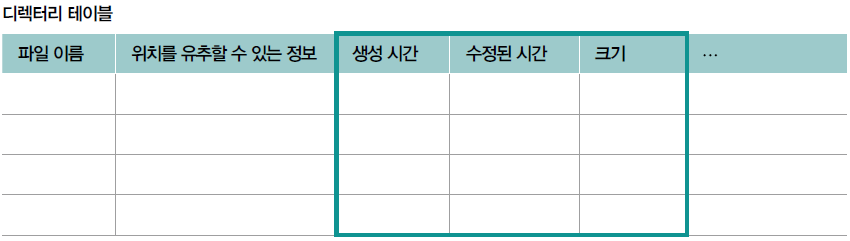 디렉터리 테이블
파일 이름 위치를 유추할 수 있는 정보 생성 시간 수정된 시간 크기 …